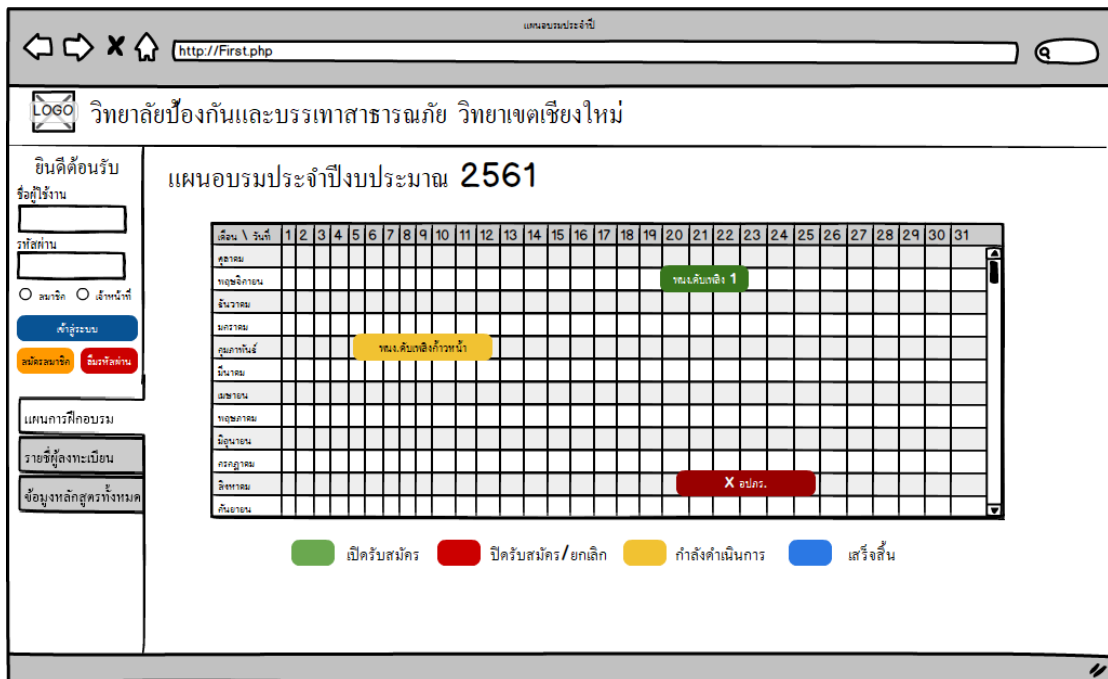 แผนอบรมประจำปี
http://First.php
LOGO
วิทยาลัยป้องกันและบรรเทาสาธารณภัย วิทยาเขตเชียงใหม่
ยินดีต้อนรับ
ชื่อผู้ใช้งาน
รหัสผ่าน
สมาชิก เจ้าหน้าที่
เข้าสู่ระบบ
สมัครสมาชิก ลืมรหัสผ่าน
แผนการฝึกอบรม
รายชื่อผู้ลงทะเบียน
ข้อมูลหลักสูตรทั้งหมด
แผนอบรมประจำปีงบประมาณ 2561
เดือน \ วันที่ 1 2 3 4 5 6 7 8 9 10 11 12 13 14 15 16 17 18 19 20 21 22 23 24 25 26 27 28 29 30 31
ตุลาคม
พฤศจิกายน พนง.ดับเพลิง 1
ธันวาคม
มกราคม
กุมภาพันธ์ พนง.ดับเพลิงก้าวหน้า
มีนาคม
เมษายน
พฤษภาคม
มิถุนายน
กรกฎาคม
สิงหาคม X อปภร.
กันยายน
เปิดรับสมัคร ปิดรับสมัคร/ยกเลิก กำลังดำเนินการ เสร็จสิ้น